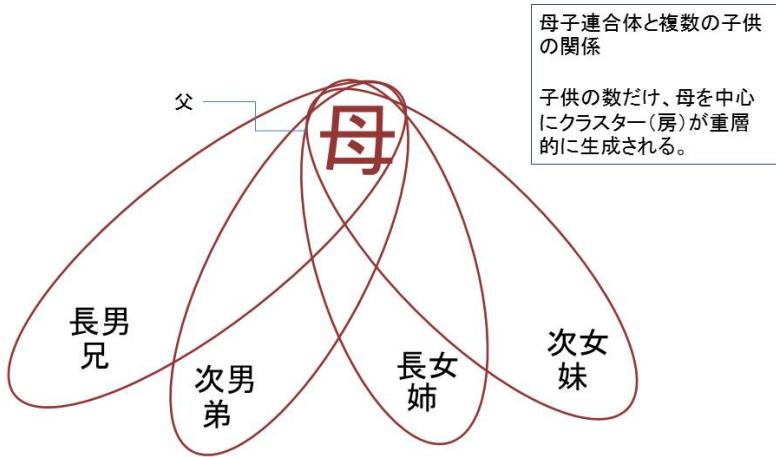 母子連合体と複数の子供
の関係
子供の数だけ、母を中心
にクラスター(房)が重層
的に生成される。
父
母
長男
兄
次男
弟
長女
姉
次女
妹